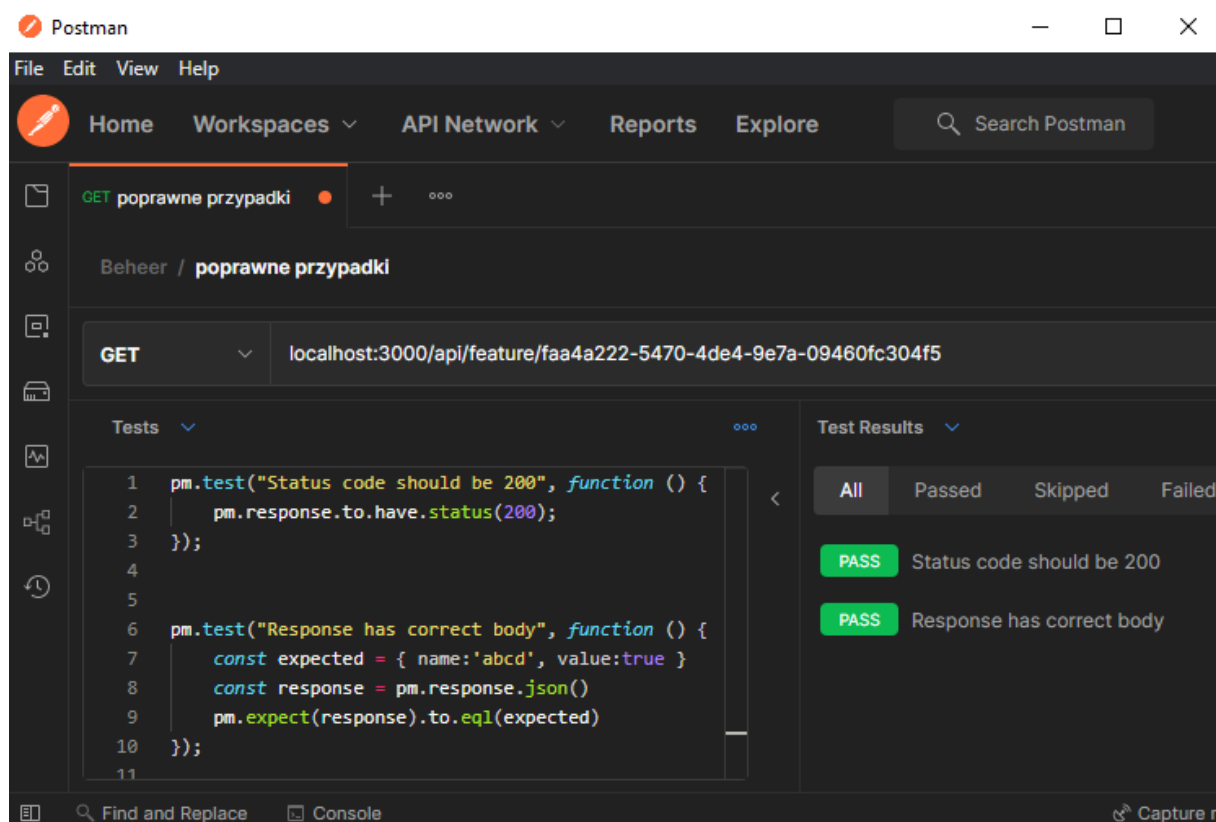 Postman
File Edit View Help
Home Workspaces API Network Reports Explore Search Postman
GET poprawne przypadki
Beheer / poprawne przypadki
GET localhost:3000/api/feature/faa4a222-5470-4de4-9e7a-09460fc304f5
Tests
Test Results
1 pm.test("Status code should be 200", function () {
2 pm.response.to.have.status(200);
3 });
4
5
6 pm.test("Response has correct body", function () {
7 const expected = { name:'abcd', value:true }
8 const response = pm.response.json()
9 pm.expect(response).to.eql(expected)
10 });
11
All Passed Skipped Failed
PASS Status code should be 200
PASS Response has correct body
Find and Replace Console Capture r